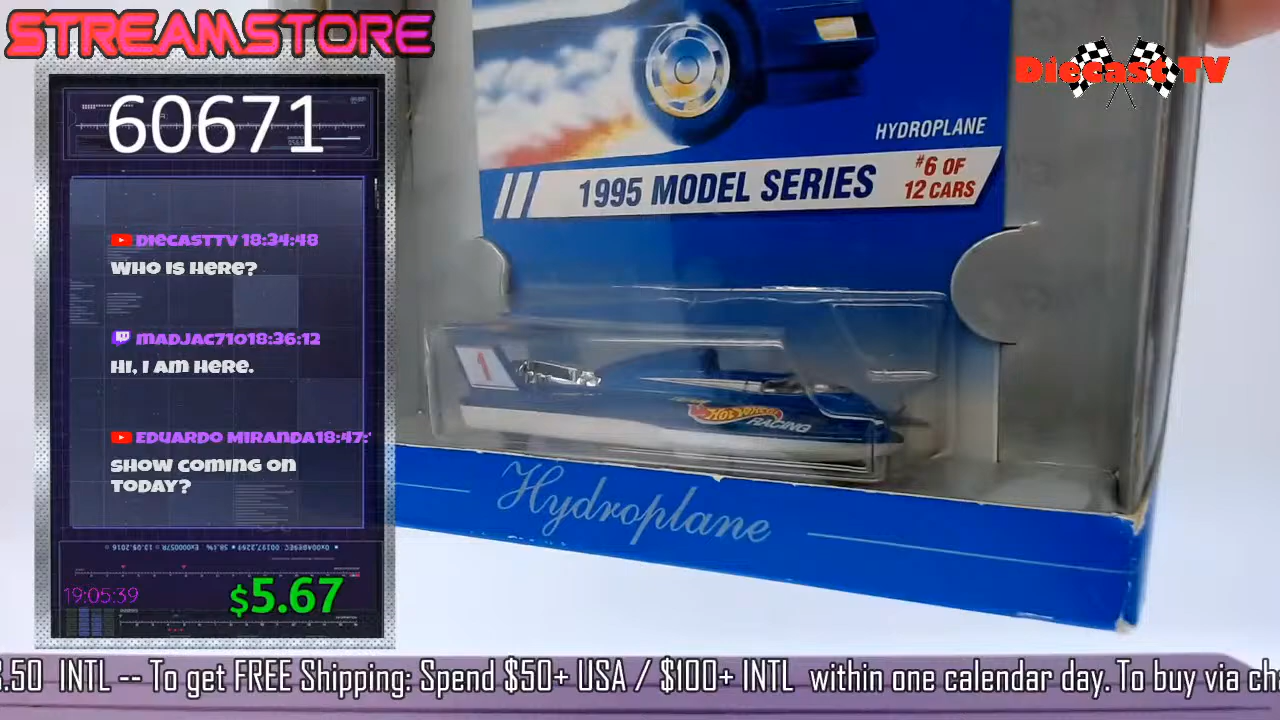 STREAMSTORE
Diecast TV
60671
DIECASTTV 18:34:48
WHO IS HERE?
MADJAC71018:36:12
HI, I AM HERE.
EDUARDO MIRANDA18:47:
SHOW COMING ON
TODAY?
19:05:39
$5.67
HYDROPLANE
1995 MODEL SERIES
#6 OF
12 CARS
1
HOT WHEELS
RACING
Hydroplane
.50 INTL -- To get FREE Shipping: Spend $50+ USA / $100+ INTL within one calendar day. To buy via cha